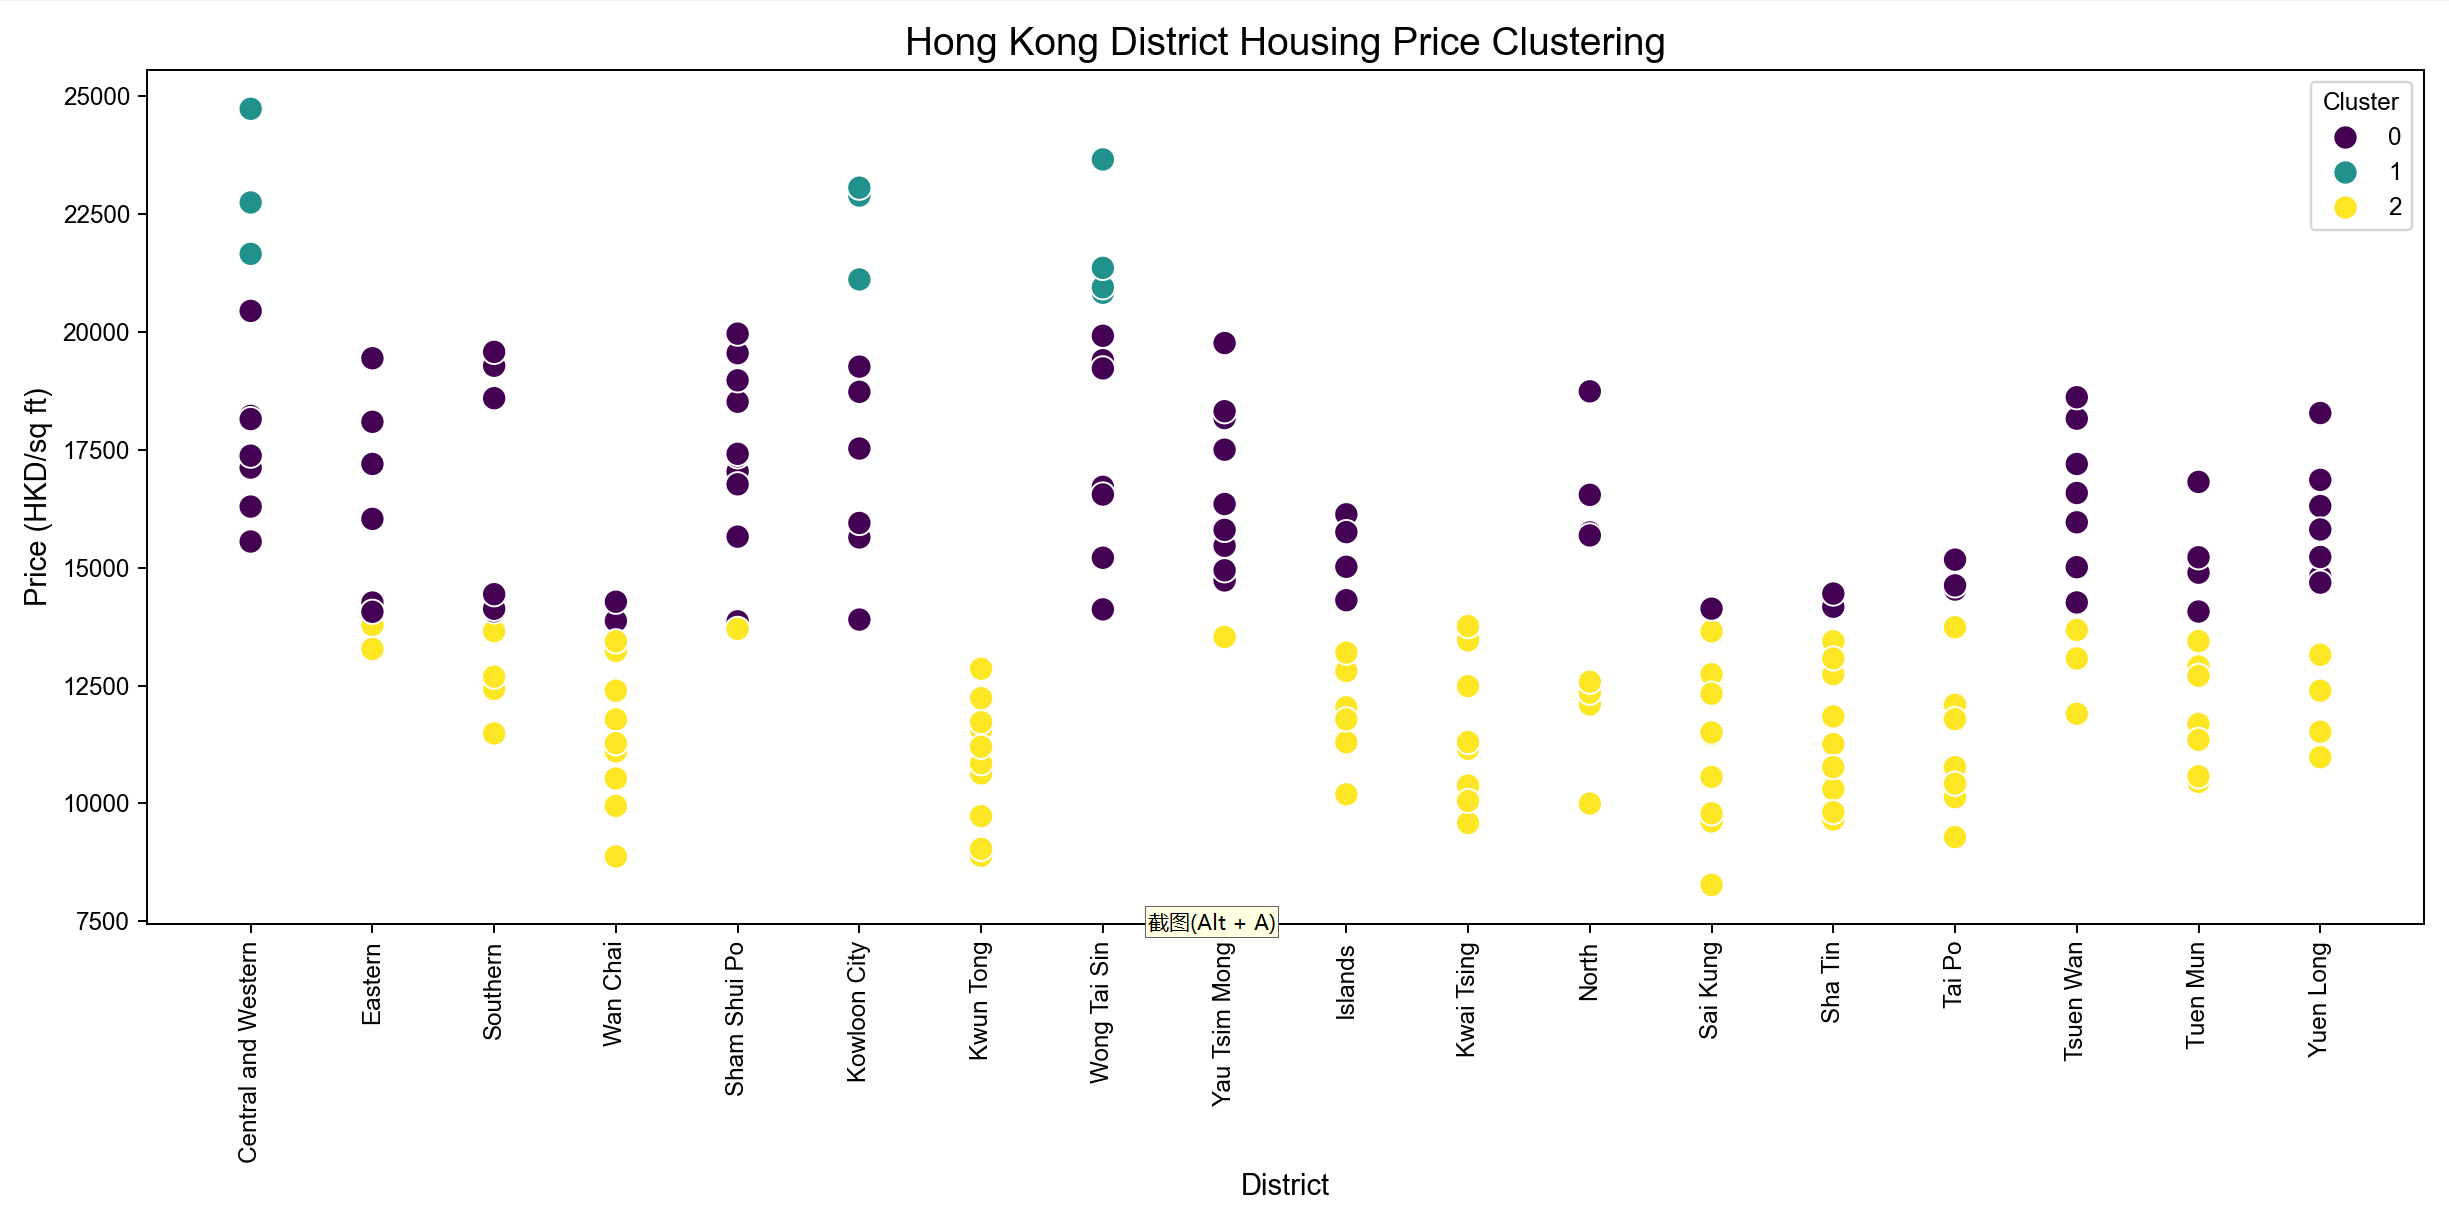 Hong Kong District Housing Price Clustering
Cluster
0
1
2
25000
22500
20000
17500
15000
12500
10000
7500
Price (HKD/sq ft)
截图(Alt + A)
Central and Western
Eastern
Southern
Wan Chai
Sham Shui Po
Kowloon City
Kwun Tong
Wong Tai Sin
Yau Tsim Mong
Islands
Kwai Tsing
North
Sai Kung
Sha Tin
Tai Po
Tsuen Wan
Tuen Mun
Yuen Long
District